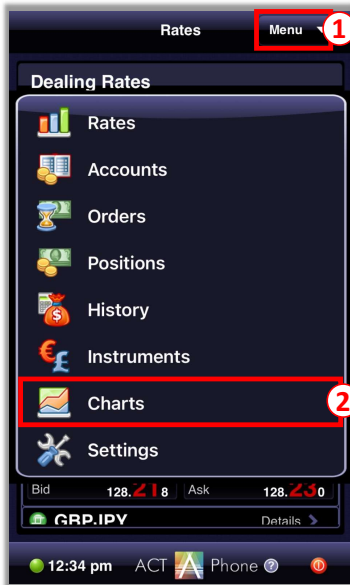 Rates Menu 1
Dealing Rates
Rates
Accounts
Orders
Positions
History
Instruments
Charts 2
Settings
Bid 128.218 Ask 128.230
GBP.JPY Details >
12:34 pm ACT Phone ?